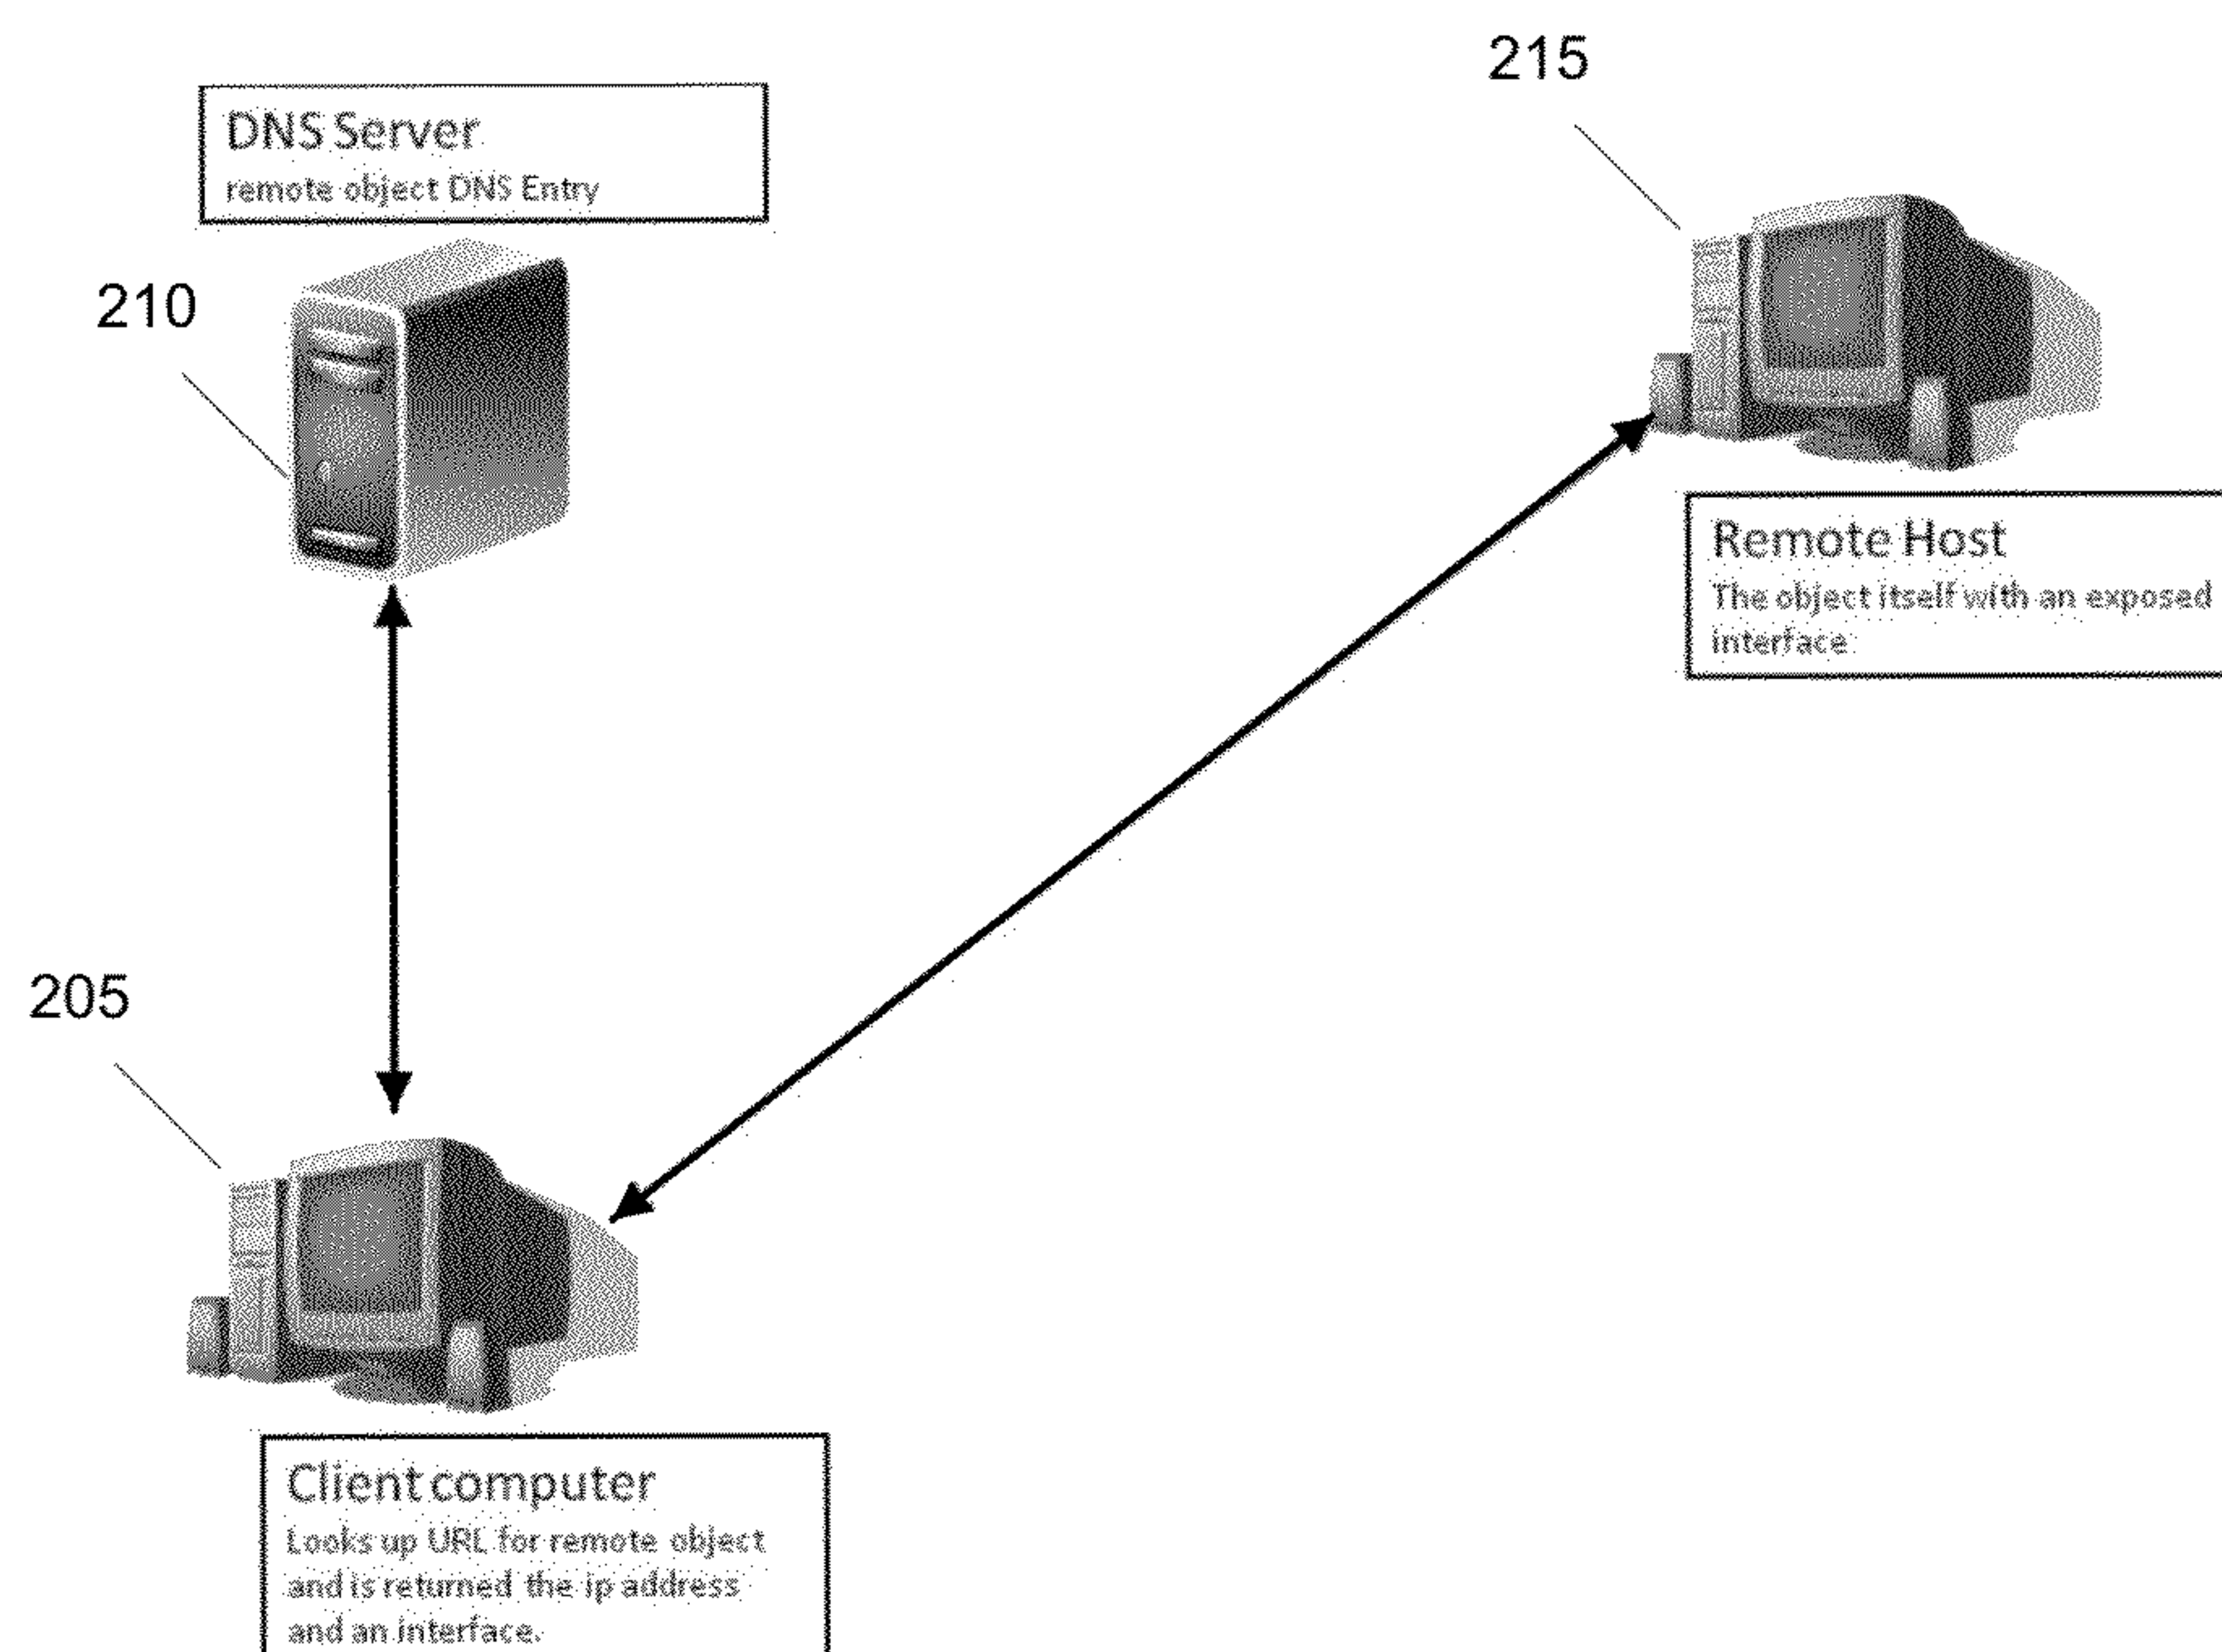 215
DNS Server
remote object DNS Entry
210
Remote Host
The object itself with an exposed
interface
205
Client computer
Looks up URL for remote object
and is returned the ip address
and an interface.